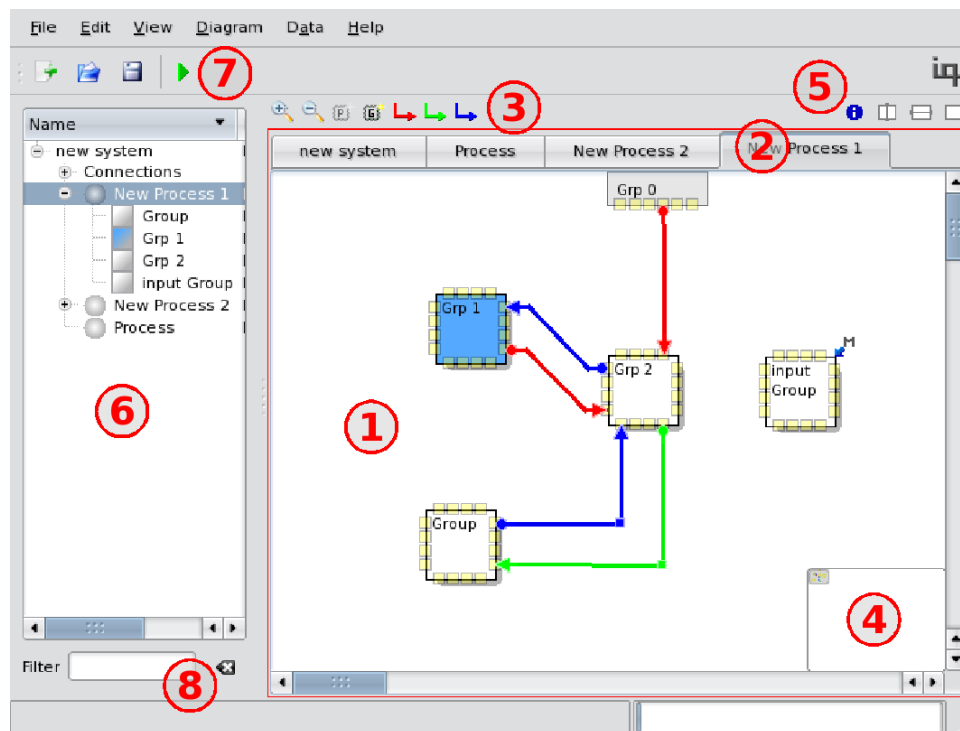 File Edit View Diagram Data Help
7
iq
5
3
Name
new system Process New Process 2 New Process 1
2
new system
Connections
New Process 1
Group
Grp 1
Grp 2
input Group
New Process 2
Process
Grp 0
Grp 1
Grp 2
M
input
Group
6
1
Group
4
Filter
8